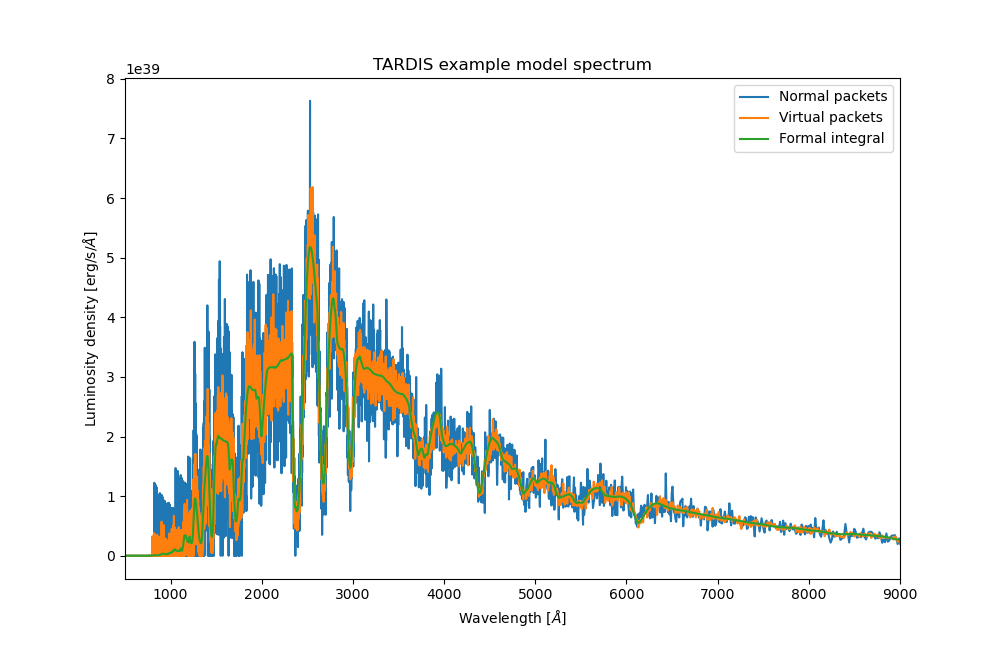 TARDIS example model spectrum
1e39
Normal packets
Virtual packets
Formal integral
8
7
6
5
4
3
2
1
0
Luminosity density [erg/s/Å]
1000 2000 3000 4000 5000 6000 7000 8000 9000
Wavelength [Å]